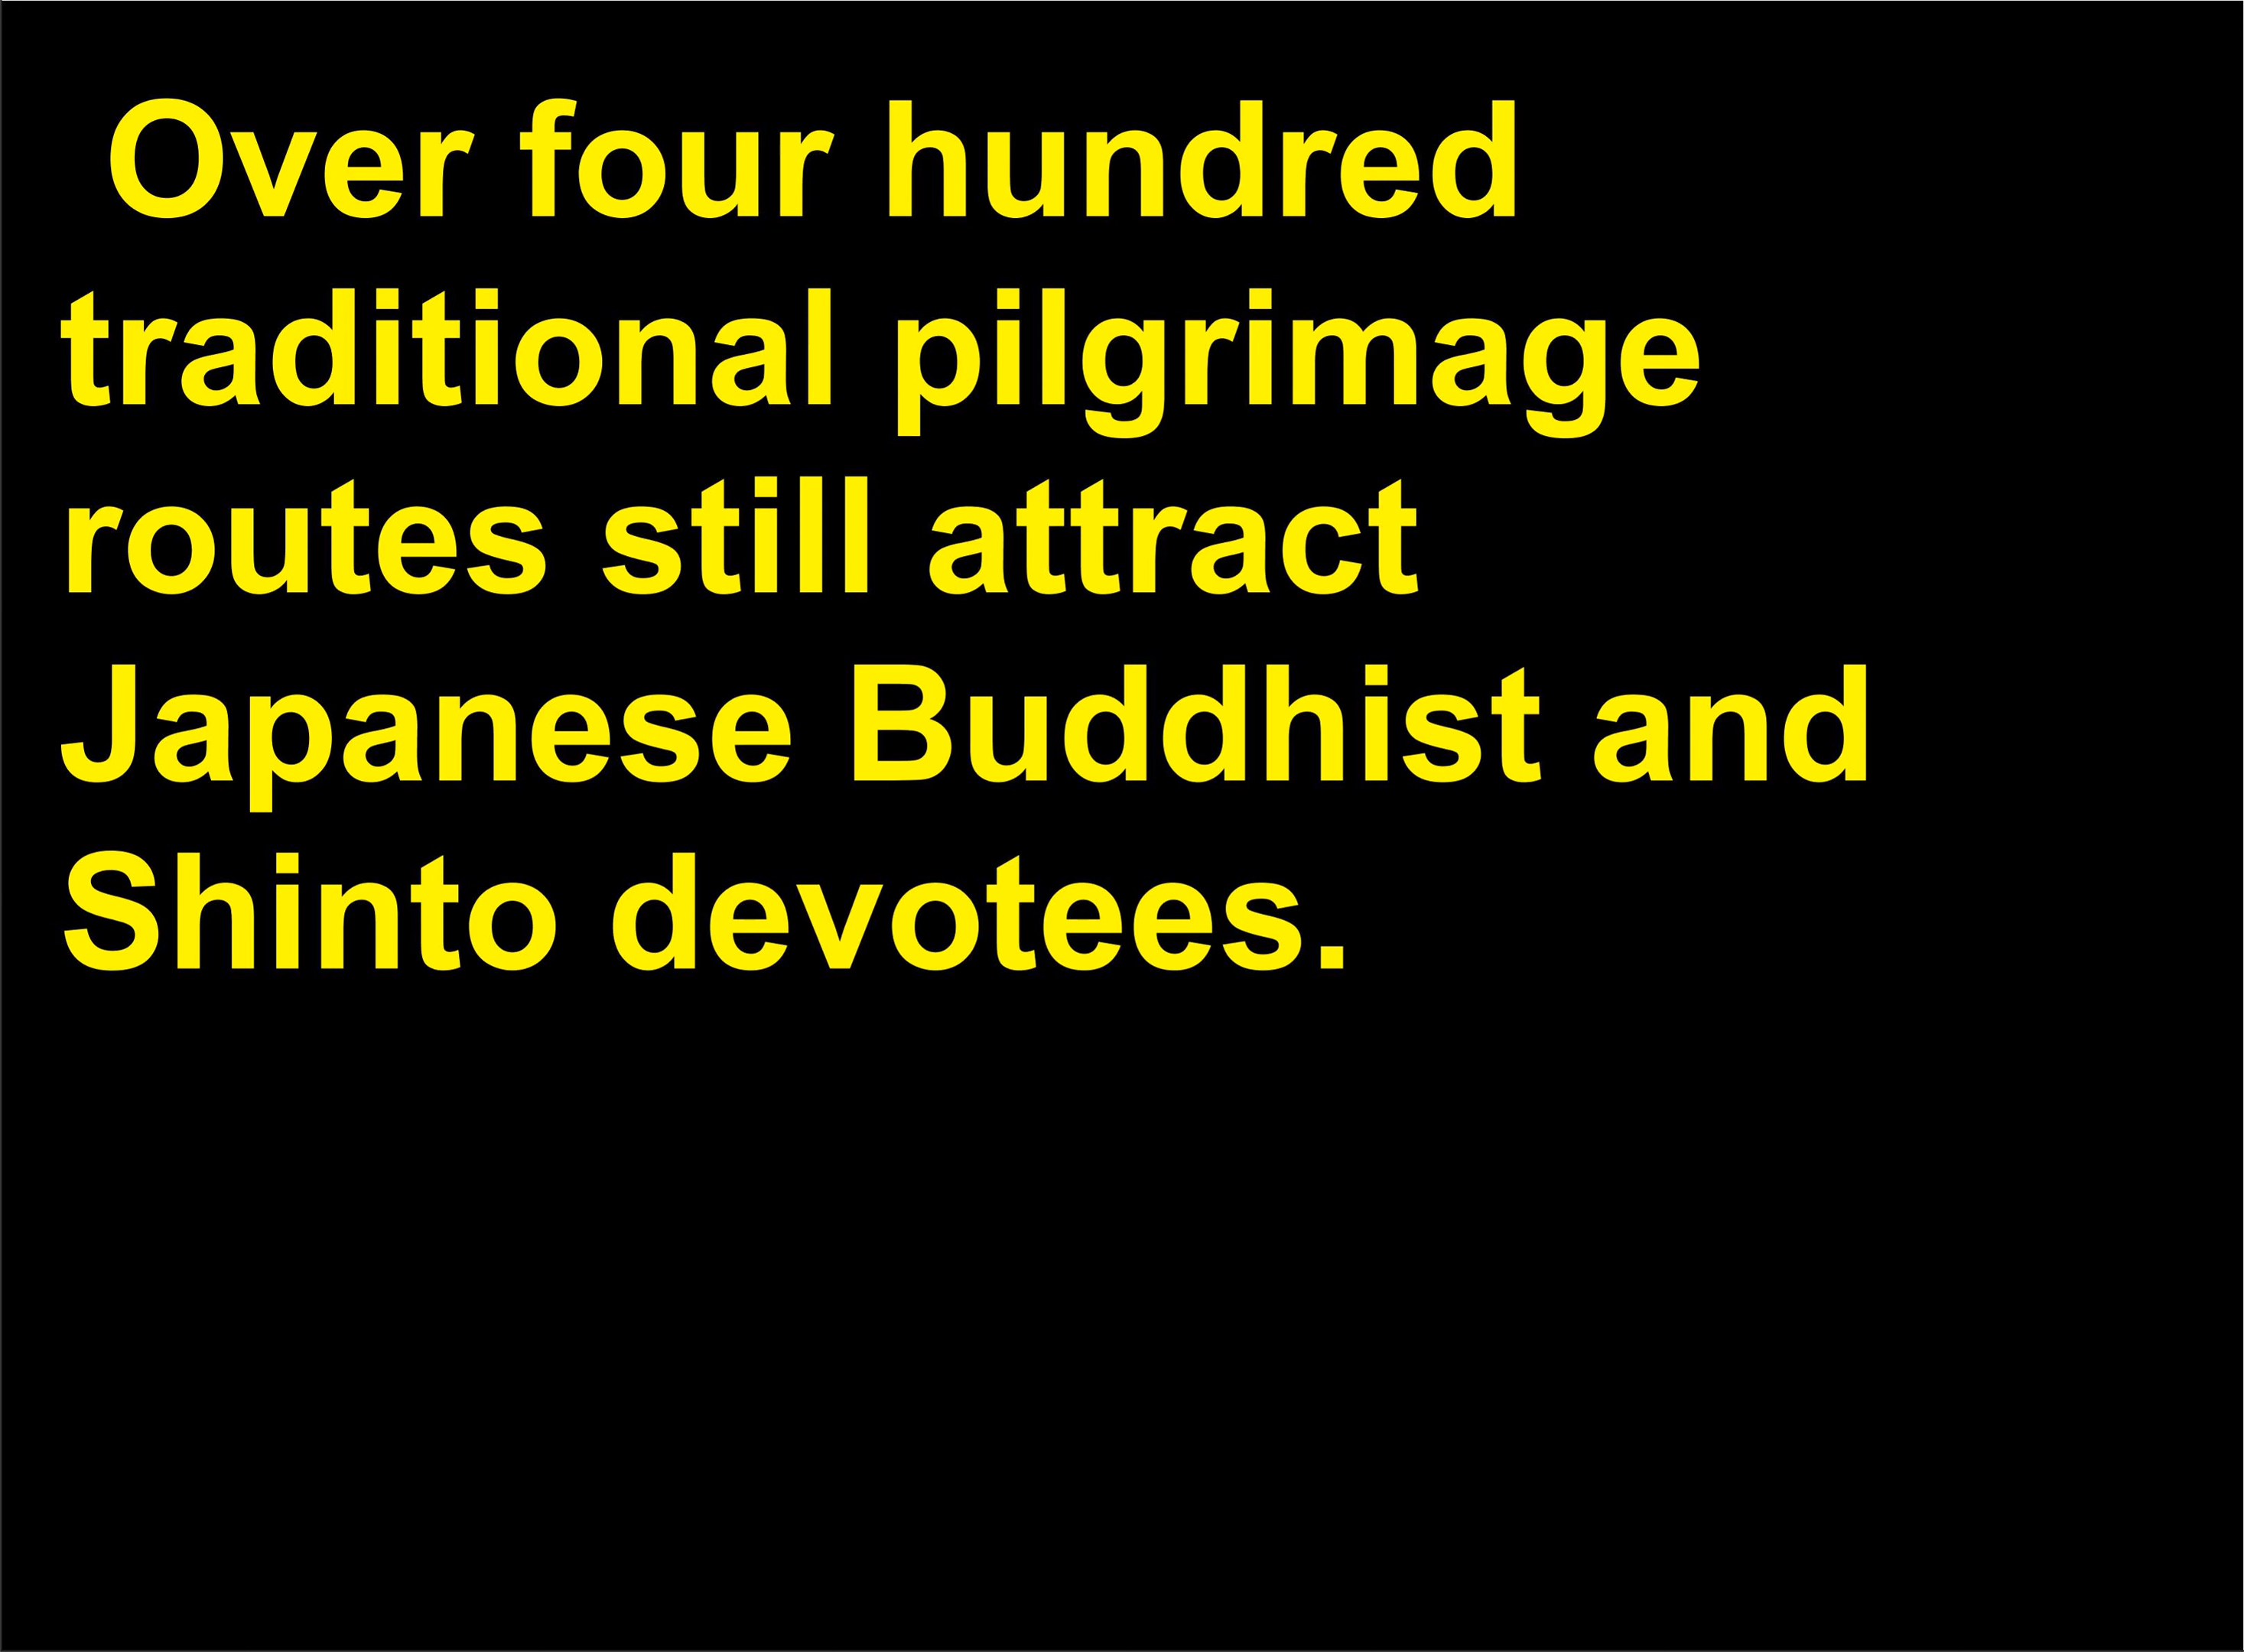 Over four hundred
traditional pilgrimage
routes still attract
Japanese Buddhist and
Shinto devotees.